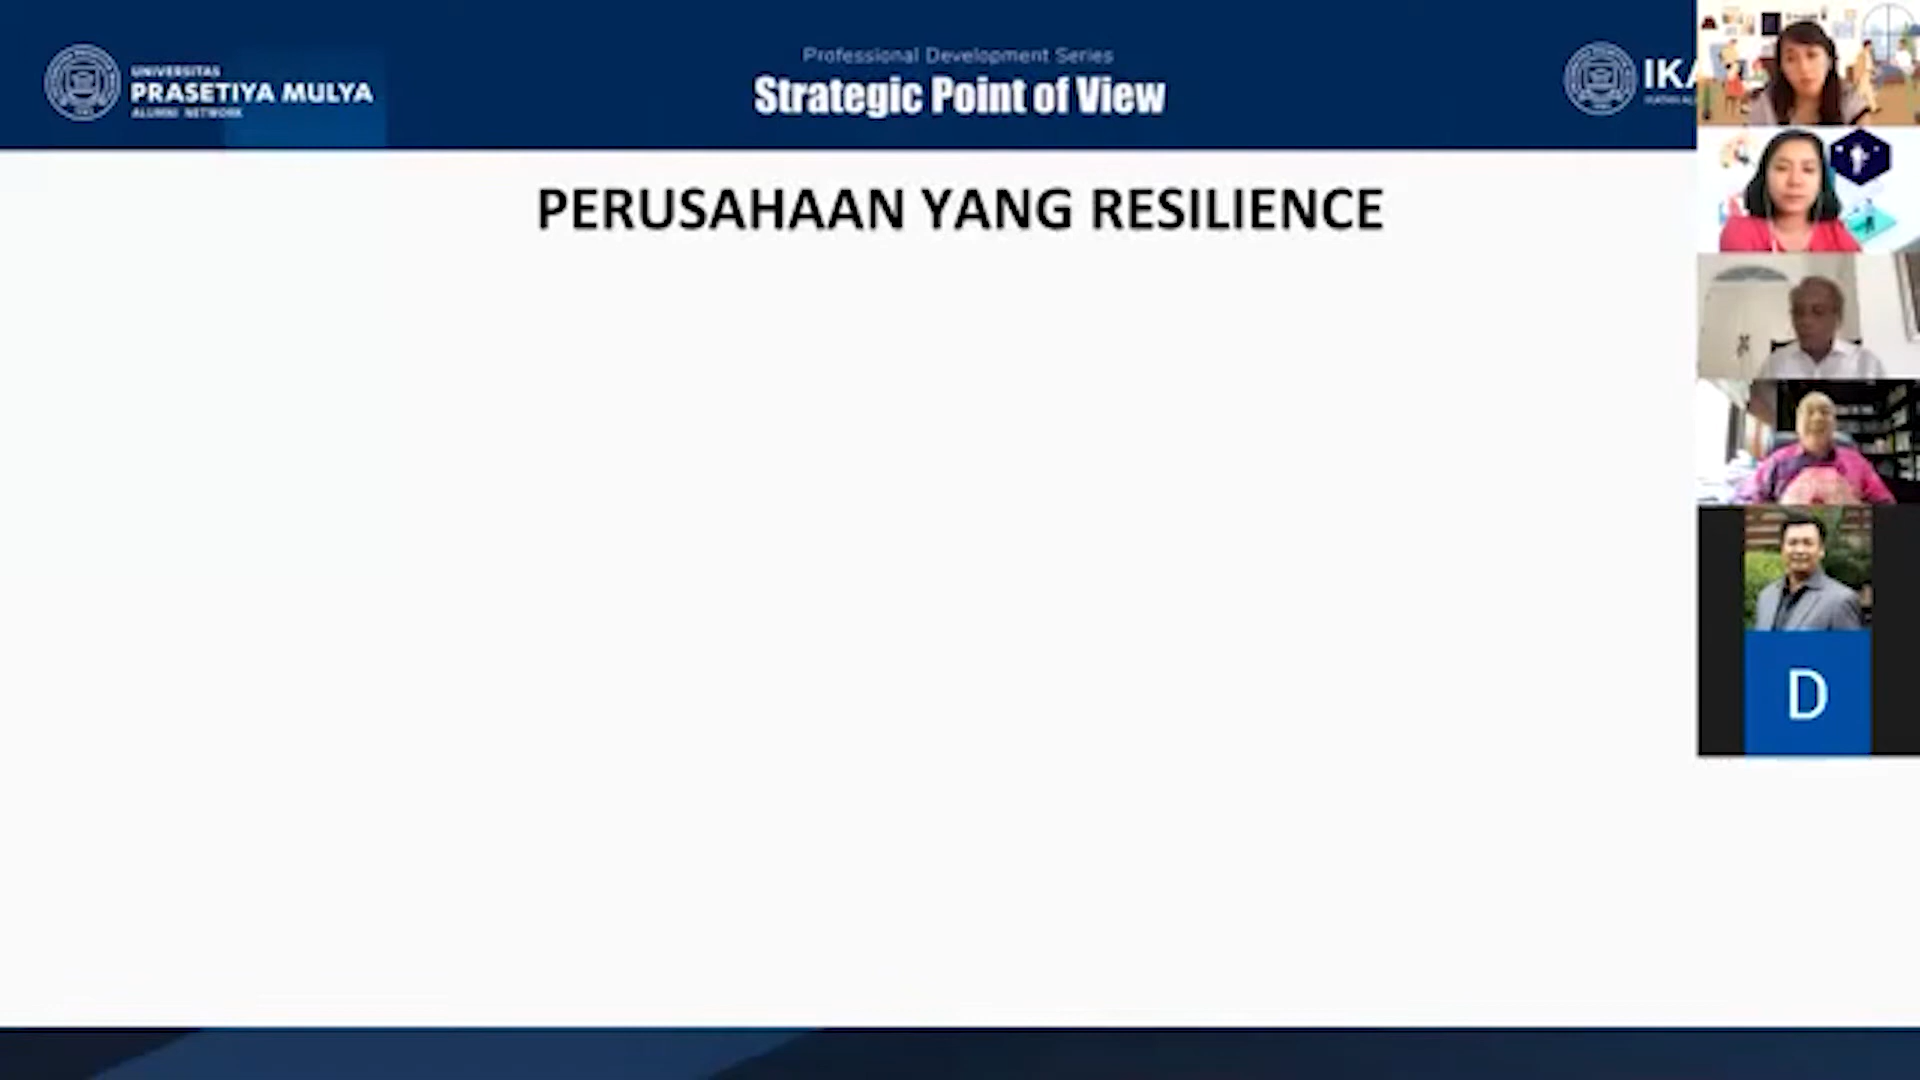 UNIVERSITAS
PRASETIYA MULYA
ALUMNI NETWORK
Professional Development Series
Strategic Point of View
IKA
PERUSAHAAN YANG RESILIENCE
D